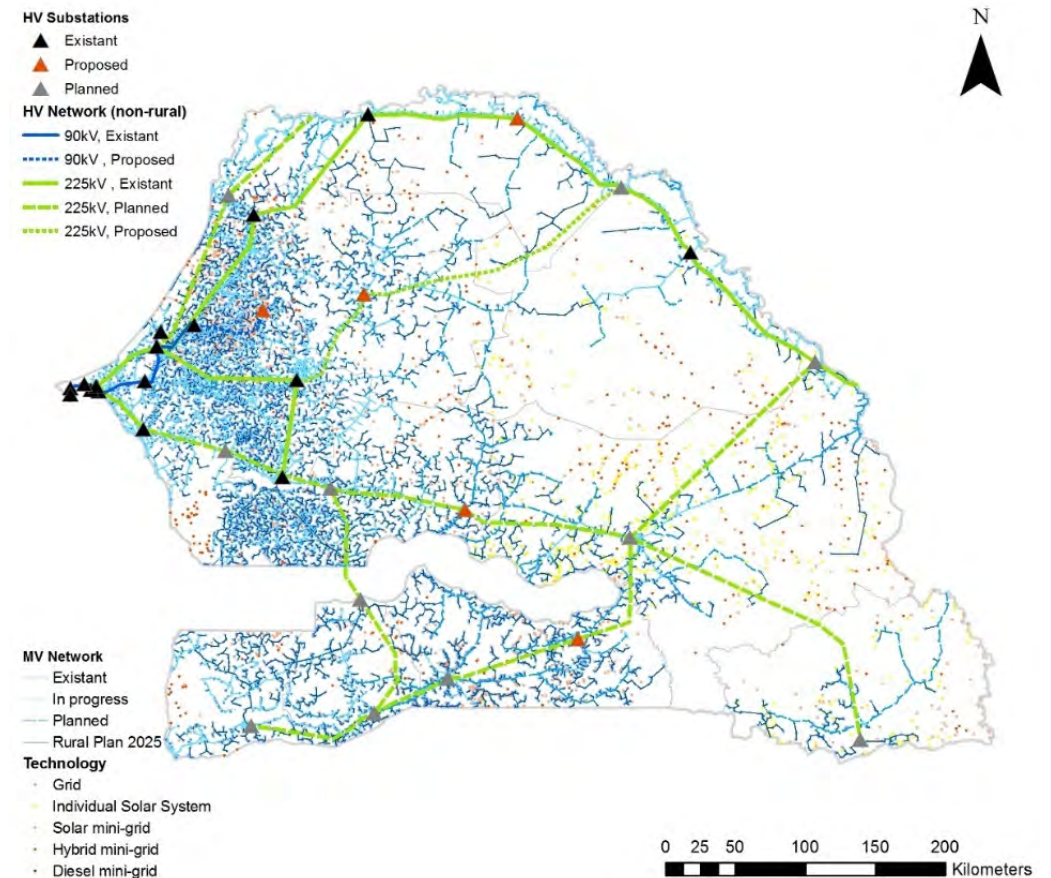 HV Substations
Existant
Proposed
Planned
HV Network (non-rural)
90kV, Existant
90kV , Proposed
225kV , Existant
225kV, Planned
225kV, Proposed
N
MV Network
Existant
In progress
Planned
Rural Plan 2025
Technology
Grid
Individual Solar System
Solar mini-grid
Hybrid mini-grid
Diesel mini-grid
0 25 50 100 150 200
Kilometers